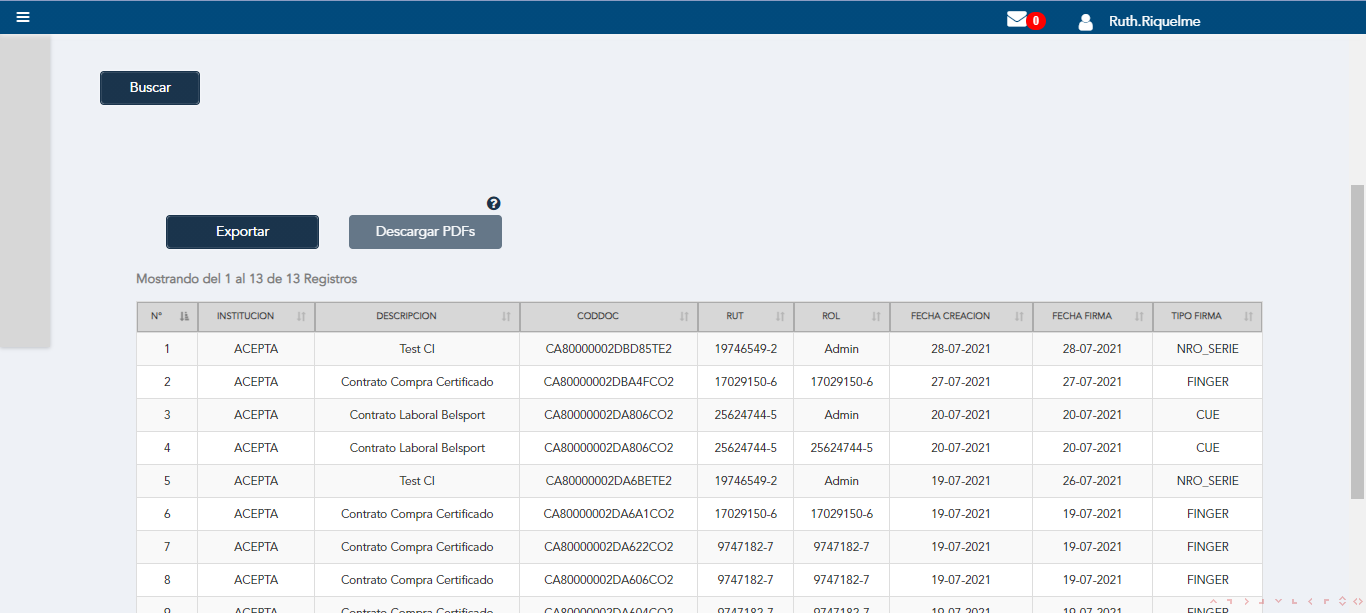 0 Ruth.Riquelme
Buscar
?
Exportar Descargar PDFs
Mostrando del 1 al 13 de 13 Registros
N° INSTITUCION DESCRIPCION CODDOC RUT ROL FECHA CREACION FECHA FIRMA TIPO FIRMA
1 ACEPTA Test CI CA80000002DBD85TE2 19746549-2 Admin 28-07-2021 28-07-2021 NRO_SERIE
2 ACEPTA Contrato Compra Certificado CA80000002DBA4FCO2 17029150-6 17029150-6 27-07-2021 27-07-2021 FINGER
3 ACEPTA Contrato Laboral Belsport CA80000002DA806CO2 25624744-5 Admin 20-07-2021 20-07-2021 CUE
4 ACEPTA Contrato Laboral Belsport CA80000002DA806CO2 25624744-5 25624744-5 20-07-2021 20-07-2021 CUE
5 ACEPTA Test CI CA80000002DA6BETE2 19746549-2 Admin 19-07-2021 26-07-2021 NRO_SERIE
6 ACEPTA Contrato Compra Certificado CA80000002DA6A1CO2 17029150-6 17029150-6 19-07-2021 19-07-2021 FINGER
7 ACEPTA Contrato Compra Certificado CA80000002DA622CO2 9747182-7 9747182-7 19-07-2021 19-07-2021 FINGER
8 ACEPTA Contrato Compra Certificado CA80000002DA606CO2 9747182-7 9747182-7 19-07-2021 19-07-2021 FINGER
9 ACEPTA Contrato Compra Certificado CA80000002DA604CO2 9747182-7 9747182-7 19-07-2021 19-07-2021 FINGER